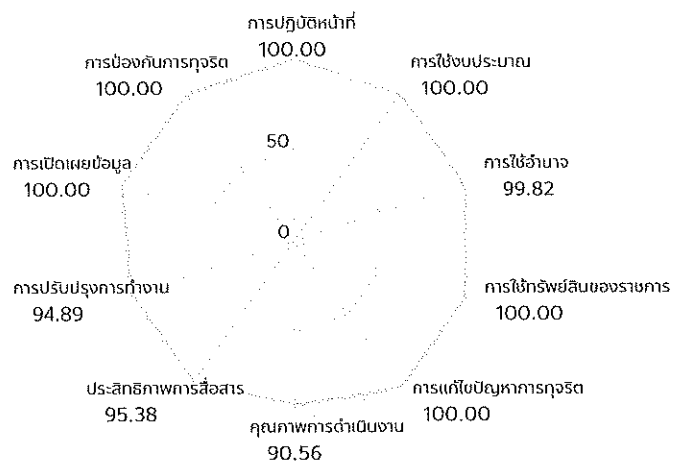 การปฏิบัติหน้าที่
100.00
การใช้งบประมาณ
100.00
การใช้อำนาจ
99.82
การใช้ทรัพย์สินของราชการ
100.00
การแก้ไขปัญหาการทุจริต
100.00
คุณภาพการดำเนินงาน
90.56
ประสิทธิภาพการสื่อสาร
95.38
การปรับปรุงการทำงาน
94.89
การเปิดเผยข้อมูล
100.00
การป้องกันการทุจริต
100.00
50
0